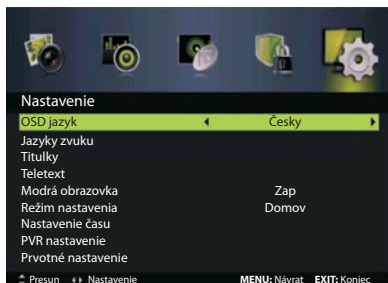 Nastavenie
OSD jazyk Česky
Jazyky zvuku
Titulky
Teletext
Modrá obrazovka Zap
Režim nastavenia Domov
Nastavenie času
PVR nastavenie
Prvotné nastavenie
Presun Nastavenie MENU: Návrat EXIT: Koniec